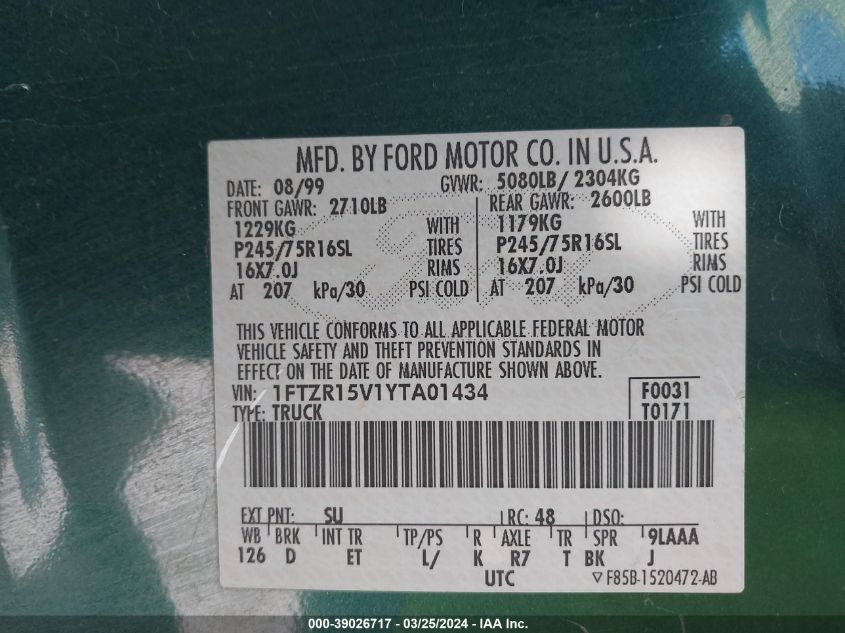 MFD. BY FORD MOTOR CO. IN U.S.A.
DATE: 08/99 GVWR: 5080LB/ 2304KG
FRONT GAWR: 2710LB REAR GAWR: 2600LB
1229KG WITH 1179KG WITH
P245/75R16SL TIRES P245/75R16SL TIRES
16X7.0J RIMS 16X7.0J RIMS
AT 207 kPa/30 PSI COLD AT 207 kPa/30 PSI COLD
THIS VEHICLE CONFORMS TO ALL APPLICABLE FEDERAL MOTOR
VEHICLE SAFETY AND THEFT PREVENTION STANDARDS IN
EFFECT ON THE DATE OF MANUFACTURE SHOWN ABOVE.
VIN: 1FTZR15V1YTA01434 F0031
TYPE: TRUCK T0171
EXT PNT: SU RC: 48 DSO:
WB BRK INT TR TP/PS R AXLE TR SPR 9LAAA
126 D ET L/ K R7 T BK J
UTC ▽F85B-1520472-AB
000-39026717 - 03/25/2024 - IAA Inc.